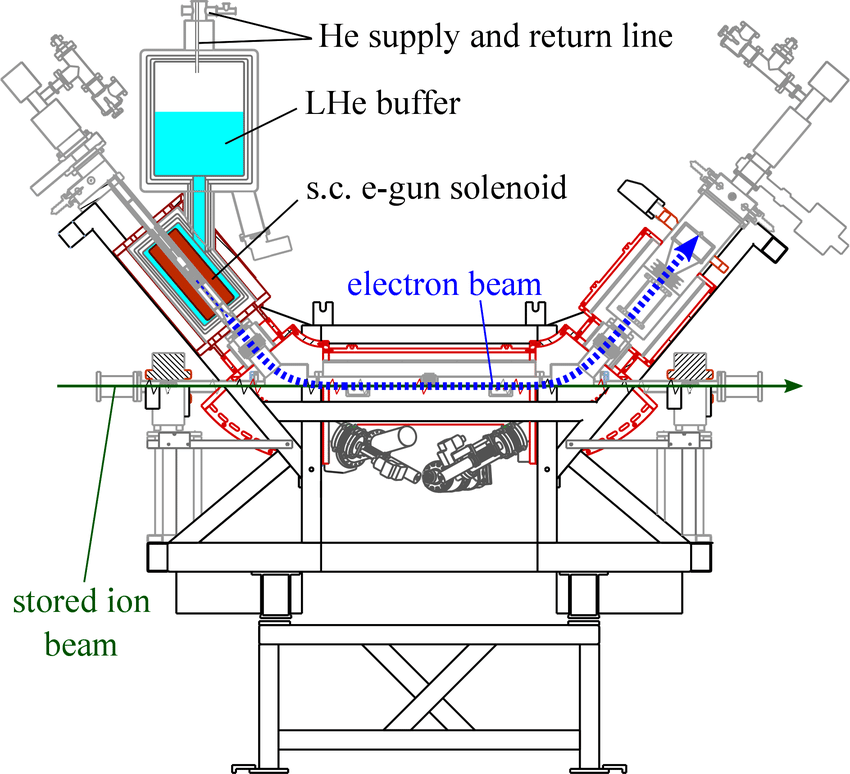 He supply and return line
LHe buffer
s.c. e-gun solenoid
electron beam
stored ion
beam